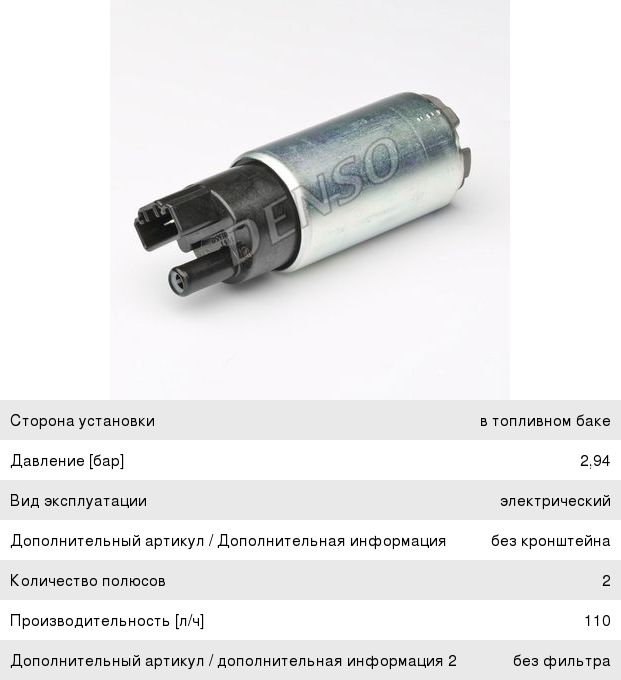 DENSO
Сторона установки в топливном баке
Давление [бар] 2,94
Вид эксплуатации электрический
Дополнительный артикул / Дополнительная информация без кронштейна
Количество полюсов 2
Производительность [л/ч] 110
Дополнительный артикул / дополнительная информация 2 без фильтра